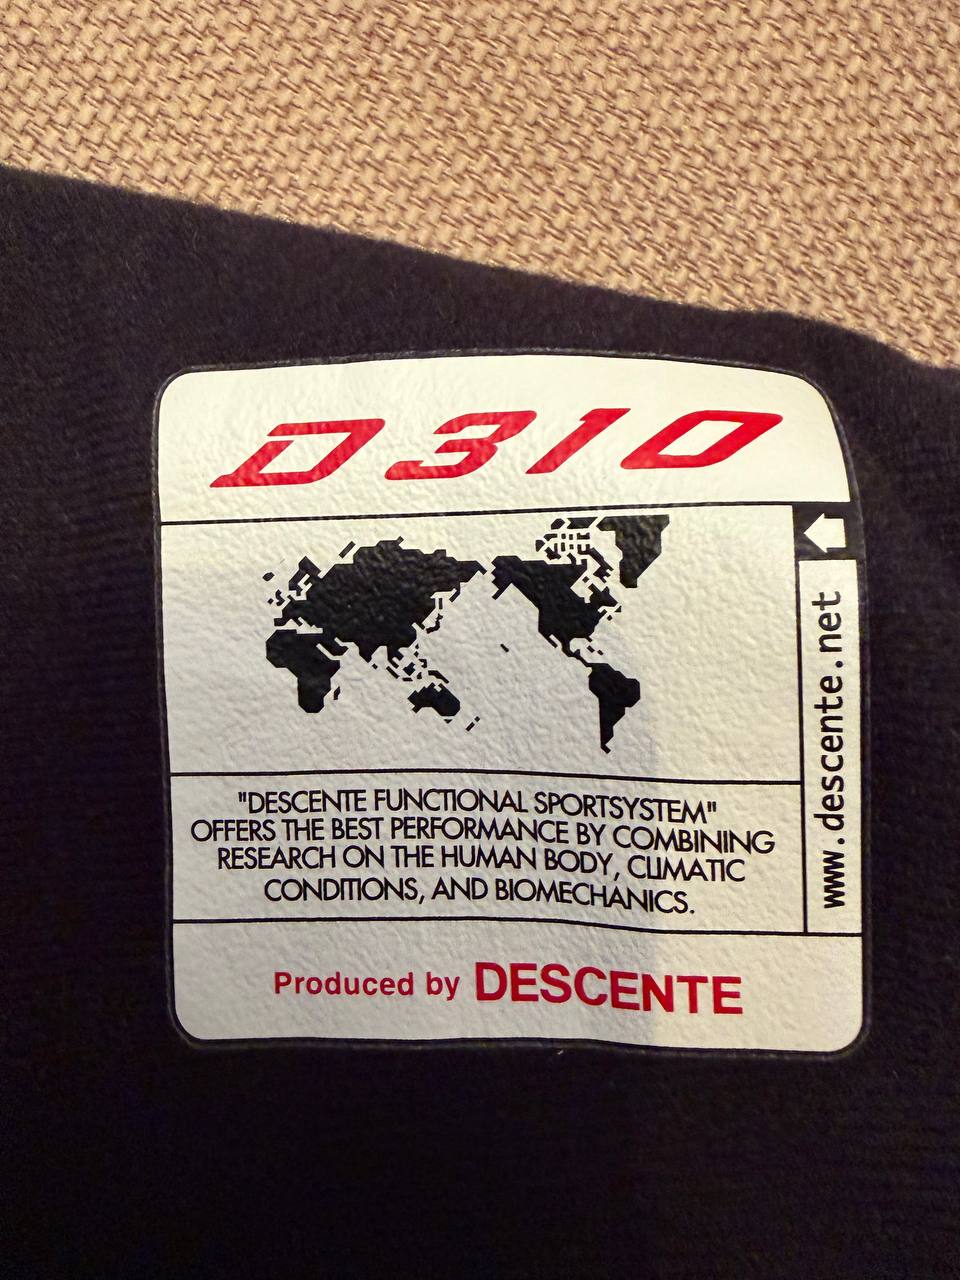 D310
"DESCENTE FUNCTIONAL SPORTSYSTEM"
OFFERS THE BEST PERFORMANCE BY COMBINING
RESEARCH ON THE HUMAN BODY, CLIMATIC
CONDITIONS, AND BIOMECHANICS.
www.descente.net
Produced by DESCENTE